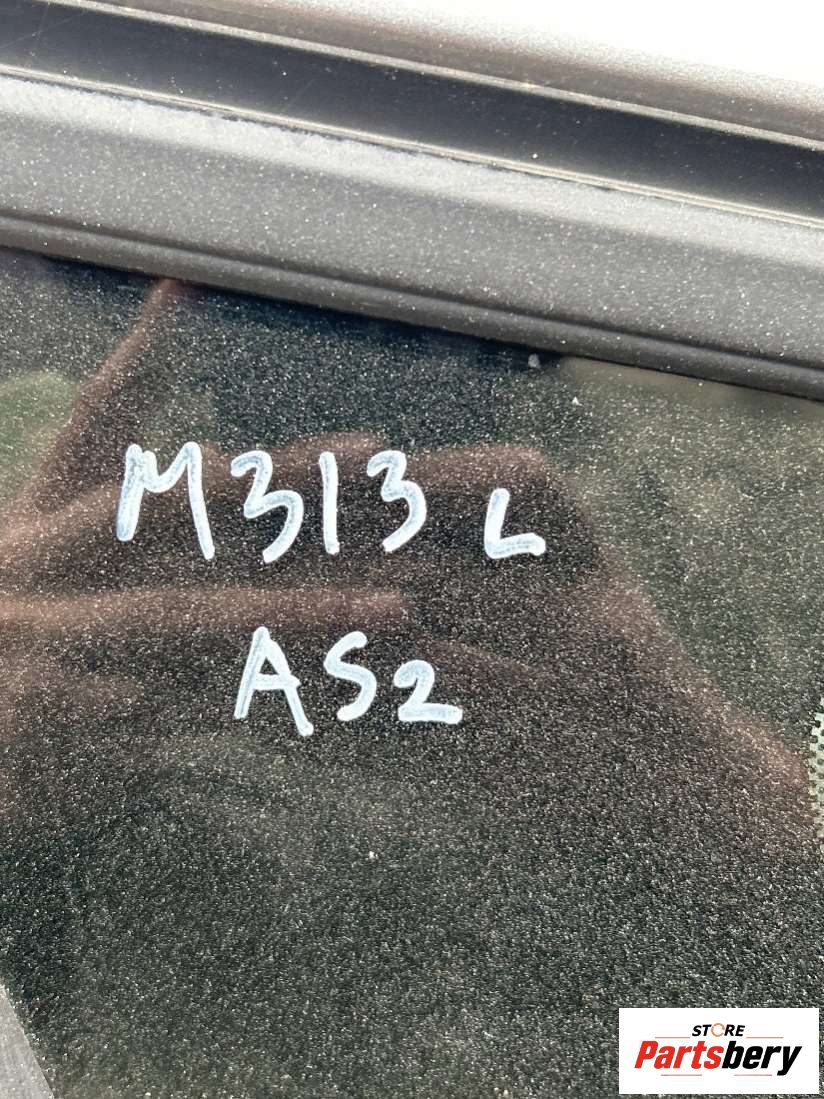 M313 L
AS2
STORE
Partsbery